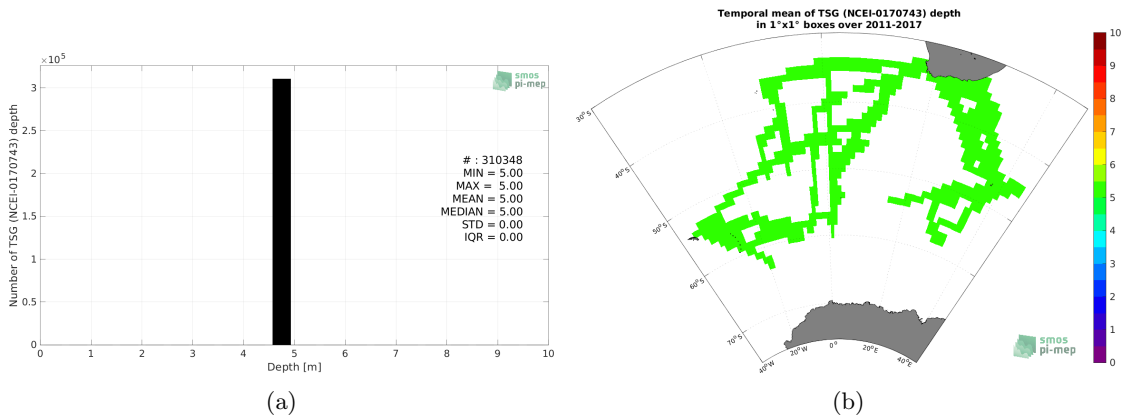 ×10⁵
3
2.5
2
1.5
1
0.5
0
0 1 2 3 4 5 6 7 8 9 10
Number of TSG (NCEI-0170743) depth
Depth [m]
smos
pi-mep
# : 310348
MIN = 5.00
MAX = 5.00
MEAN = 5.00
MEDIAN = 5.00
STD = 0.00
IQR = 0.00
(a)
Temporal mean of TSG (NCEI-0170743) depth
in 1°x1° boxes over 2011-2017
30°S
40°S
50°S
60°S
70°S
40°W
20°W
0°
20°E
40°E
10
9
8
7
6
5
4
3
2
1
0
smos
pi-mep
(b)